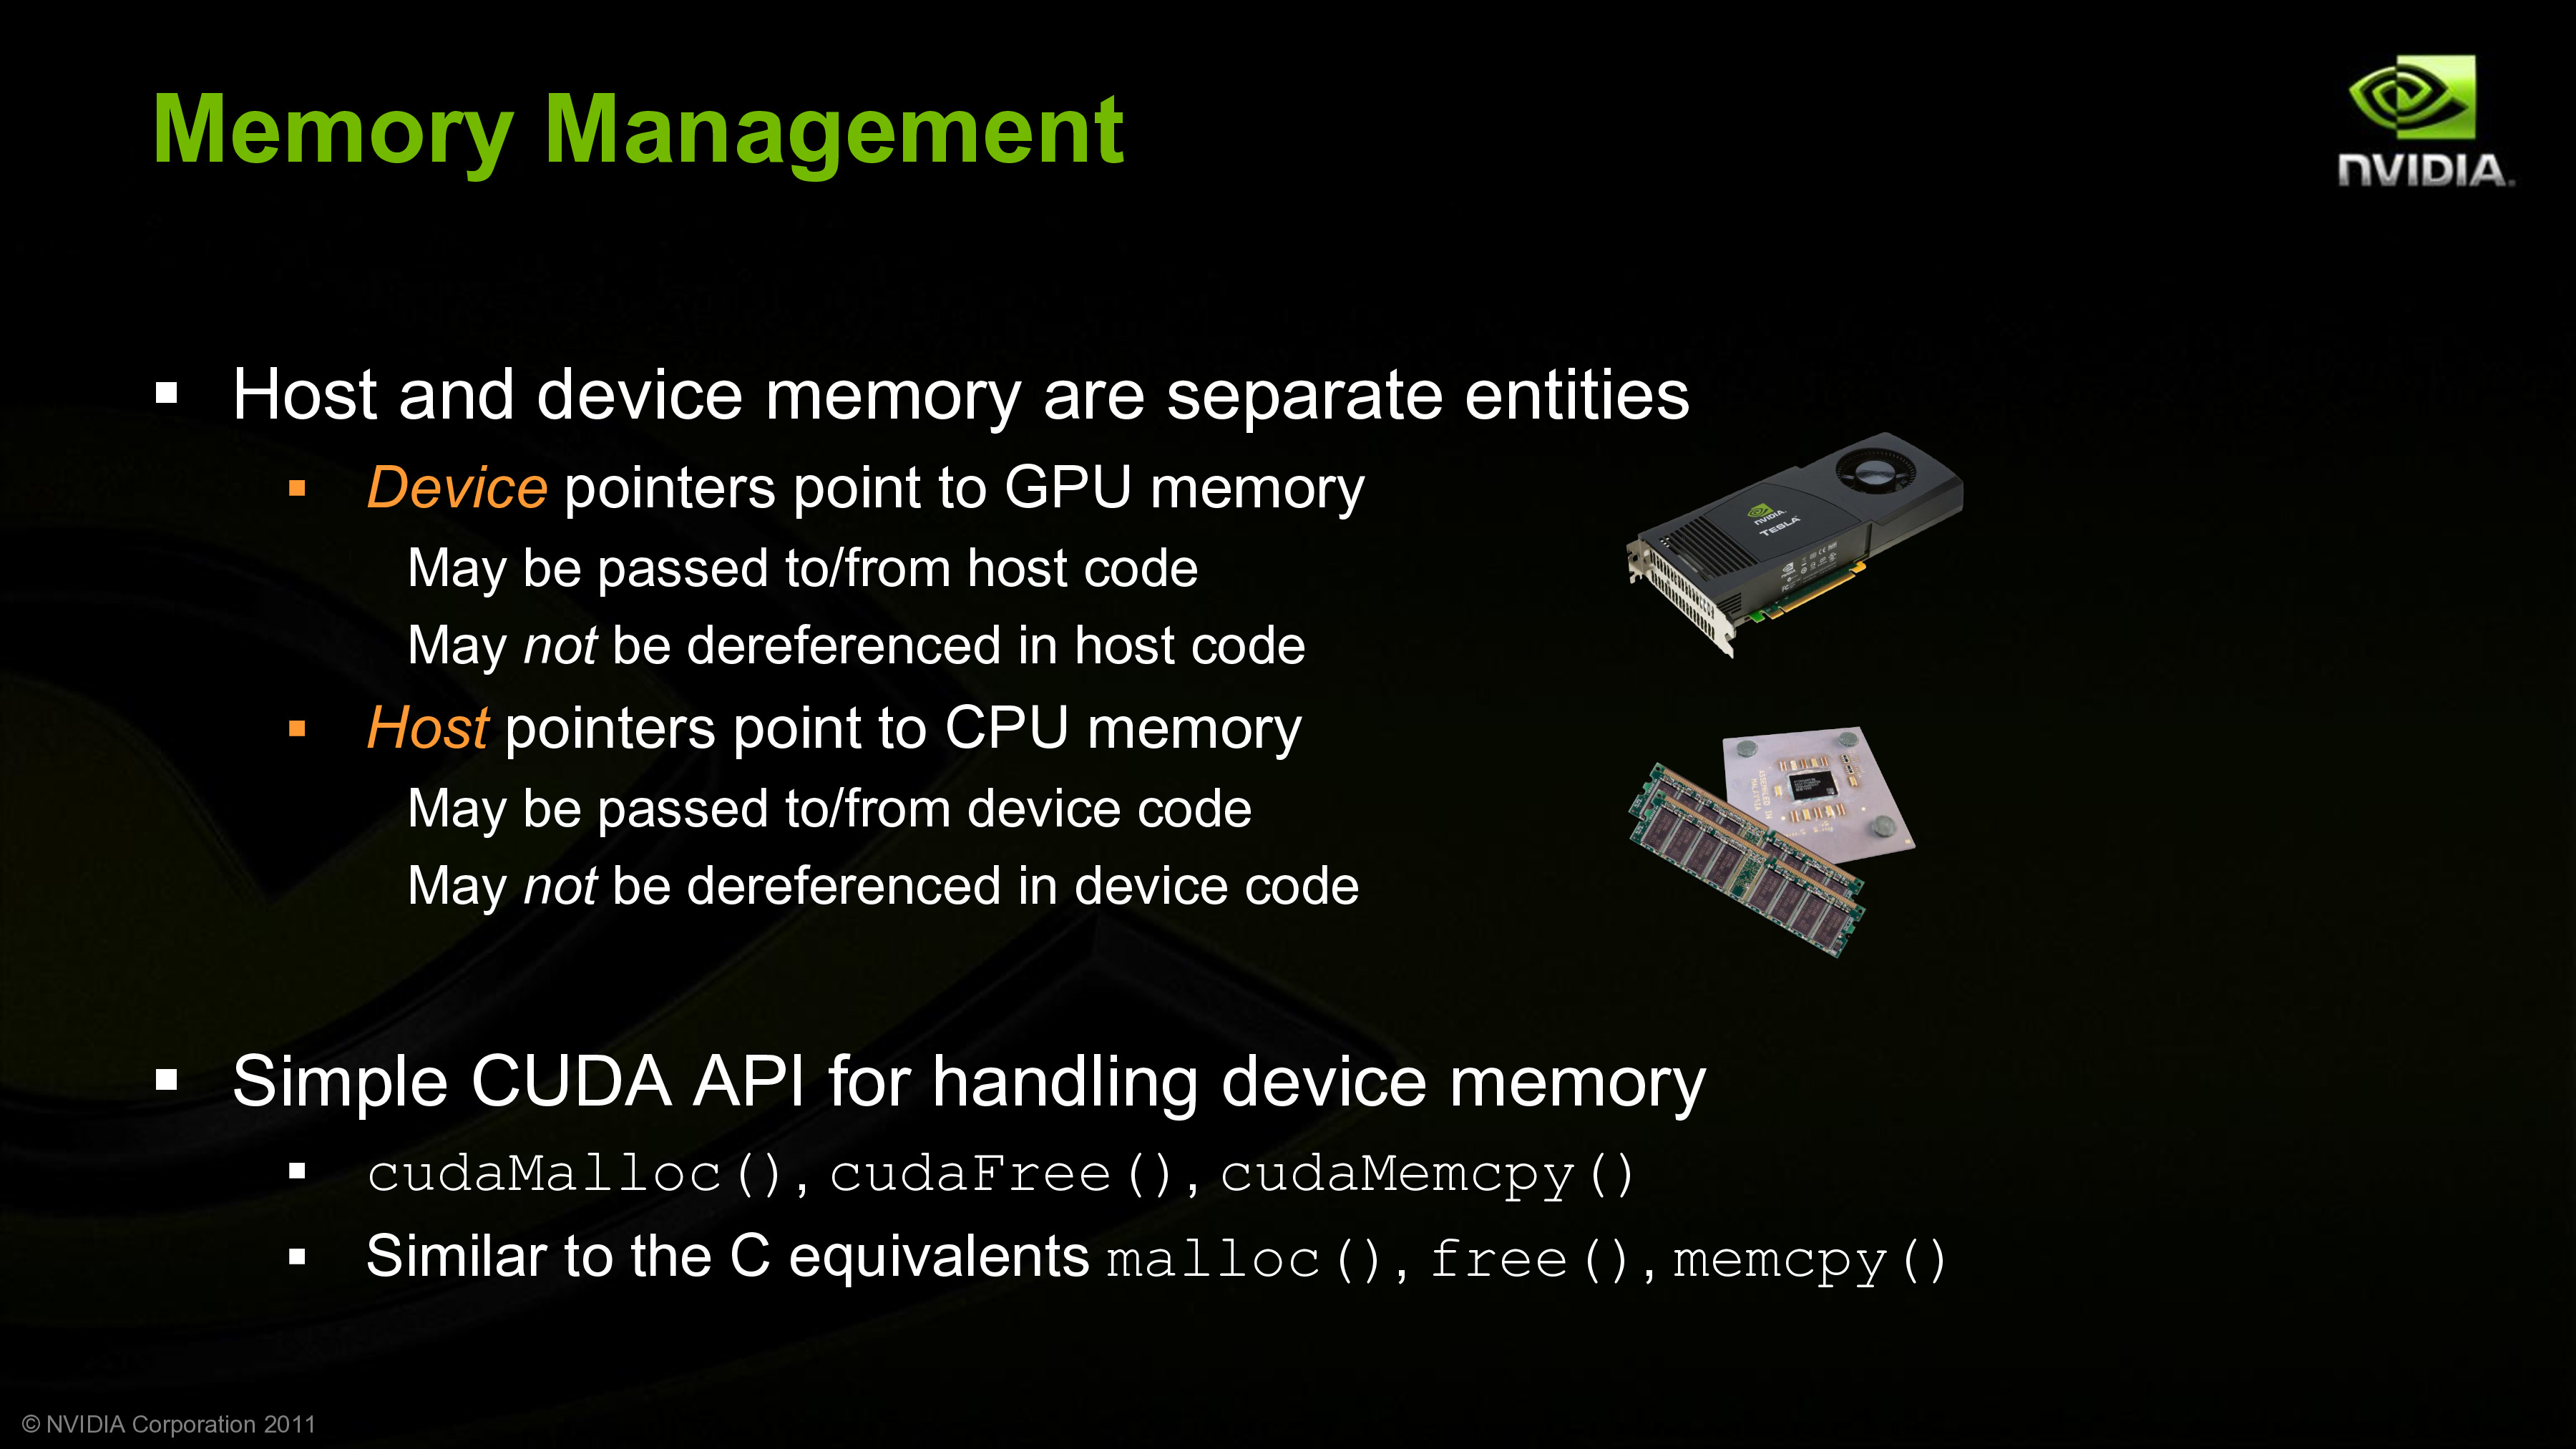 Memory Management
NVIDIA.
▪ Host and device memory are separate entities
▪ Device pointers point to GPU memory
May be passed to/from host code
May not be dereferenced in host code
▪ Host pointers point to CPU memory
May be passed to/from device code
May not be dereferenced in device code
NVIDIA.
TESLA
ASSEMBLED IN
MALAYSIA
▪ Simple CUDA API for handling device memory
▪ cudaMalloc(), cudaFree(), cudaMemcpy()
▪ Similar to the C equivalents malloc(), free(), memcpy()
© NVIDIA Corporation 2011